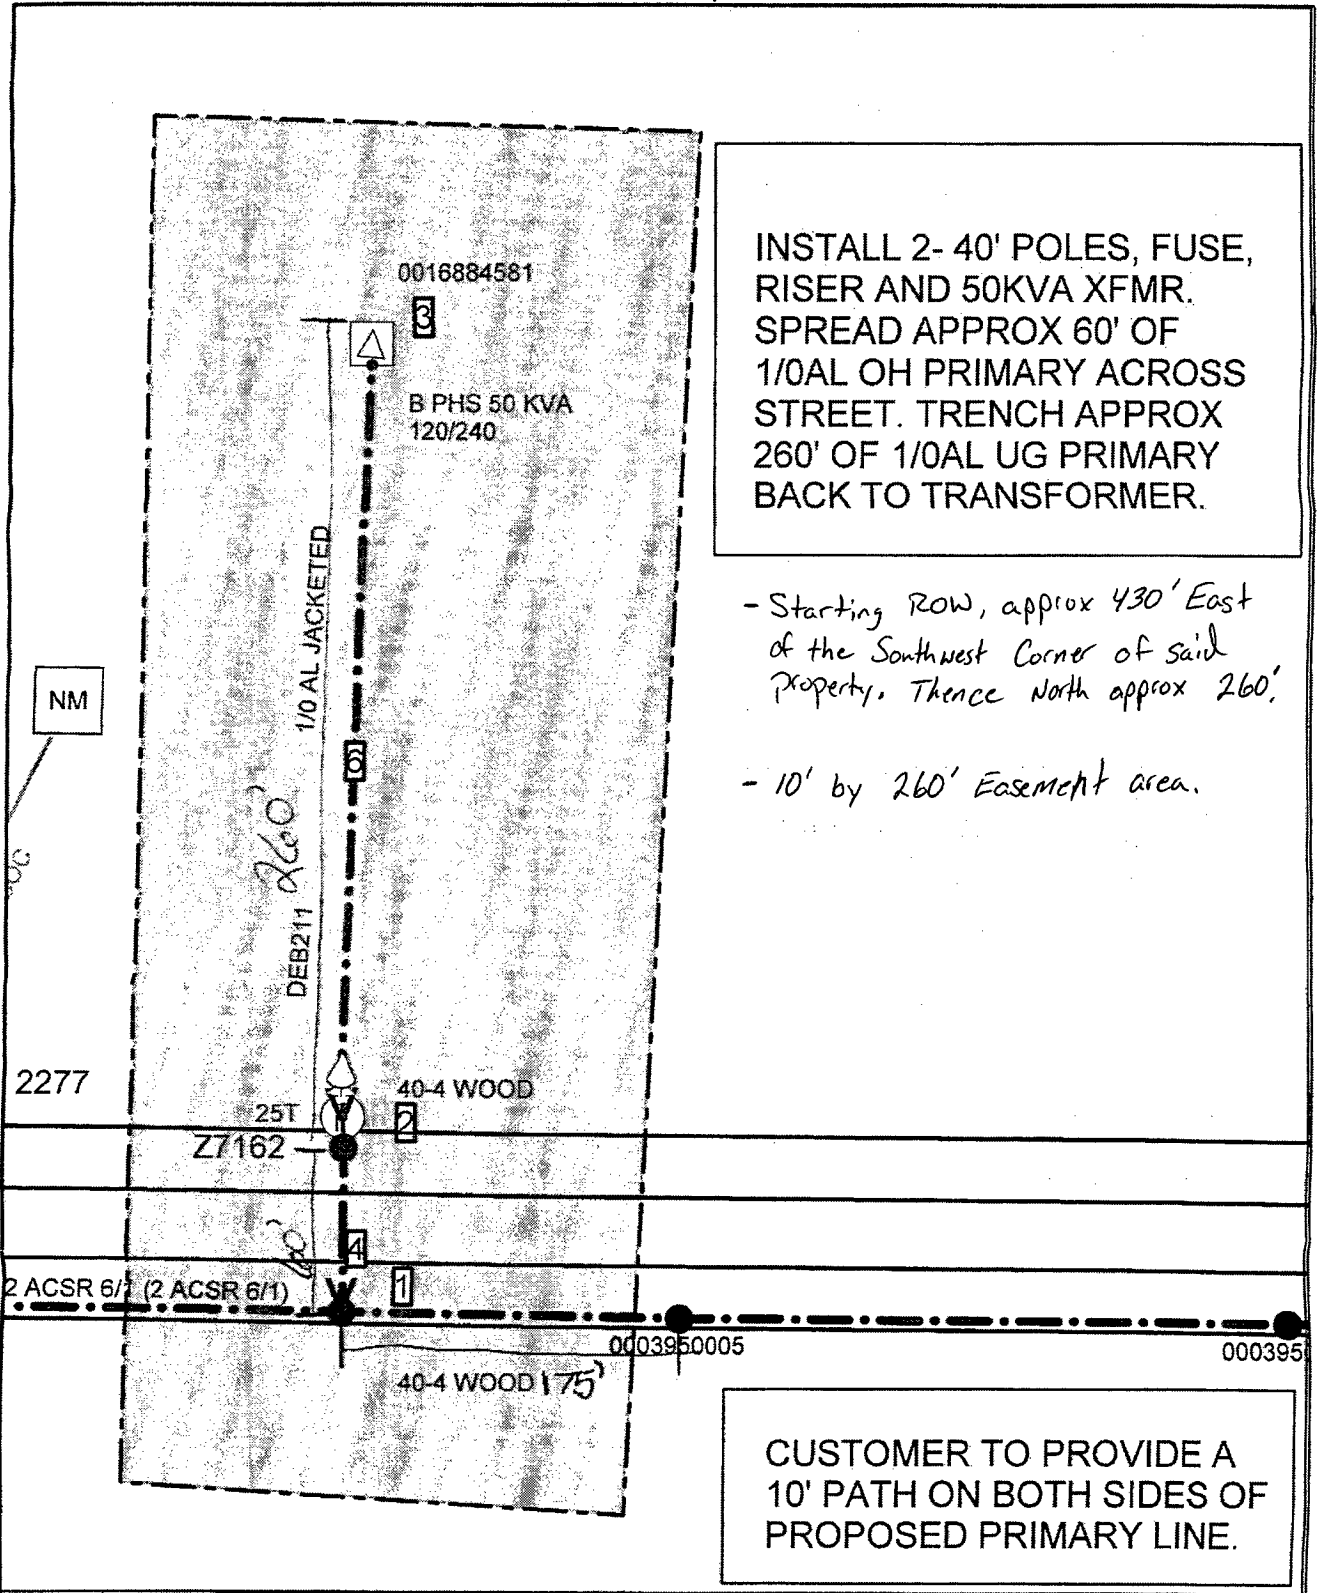 INSTALL 2- 40' POLES, FUSE,
RISER AND 50KVA XFMR.
SPREAD APPROX 60' OF
1/0AL OH PRIMARY ACROSS
STREET. TRENCH APPROX
260' OF 1/0AL UG PRIMARY
BACK TO TRANSFORMER.
0016884581
3
B PHS 50 KVA
120/240
1/0 AL JACKETED
- Starting ROW, approx 430' East
of the Southwest Corner of said
property. Thence North approx 260'.
- 10' by 260' Easement area.
NM
6
260'
DEB211
2277
40-4 WOOD
25T
2
Z7162
60'
4
1
2 ACSR 6/1 (2 ACSR 6/1)
0003950005
000395
40-4 WOOD 175'
CUSTOMER TO PROVIDE A
10' PATH ON BOTH SIDES OF
PROPOSED PRIMARY LINE.